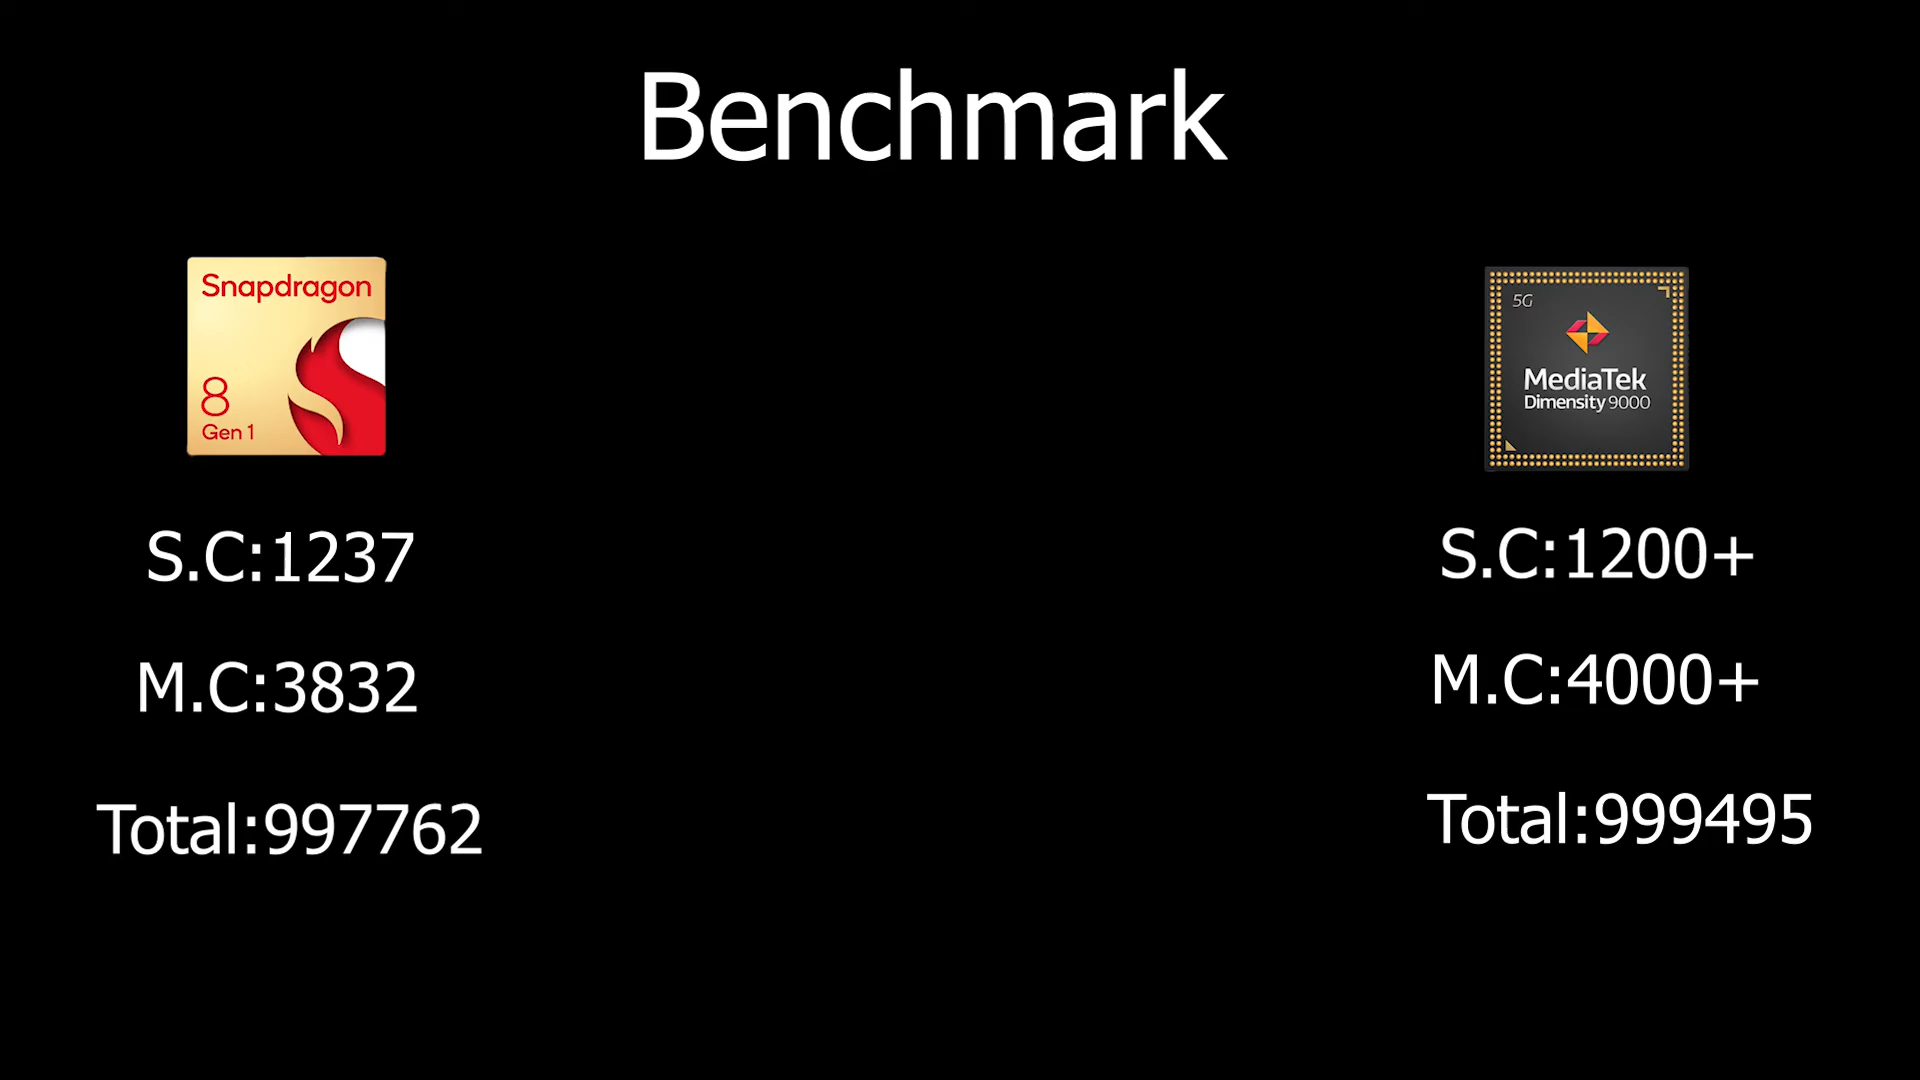 Benchmark
Snapdragon
8
Gen 1
S.C:1237
M.C:3832
Total:997762
5G
MediaTek
Dimensity 9000
S.C:1200+
M.C:4000+
Total:999495